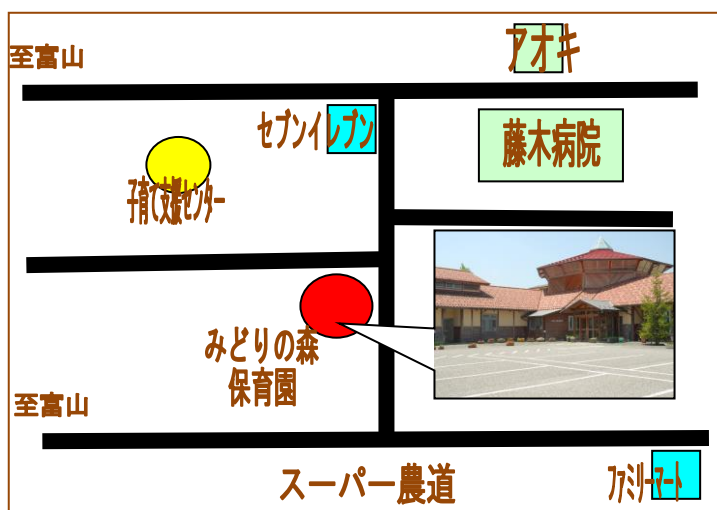 アオキ
至富山
セブンイレブン
藤木病院
子育て支援センター
みどりの森
保育園
至富山
スーパー農道
ファミリーマート